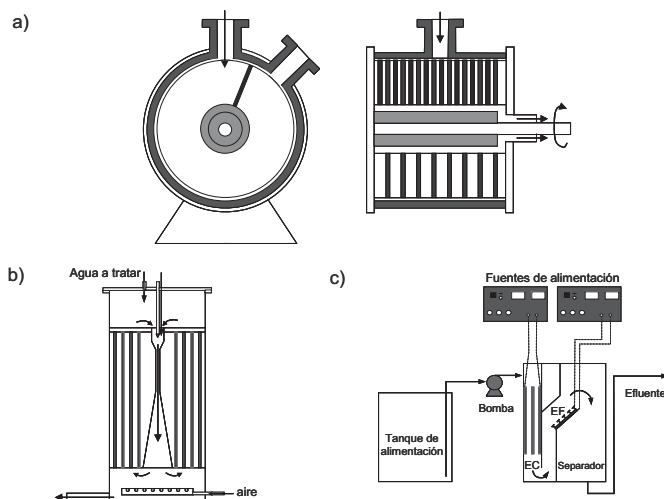 a)
b)
Agua a tratar
aire
c)
Fuentes de alimentación
Bomba
Tanque de
alimentación
EF
EC
Separador
Efluente